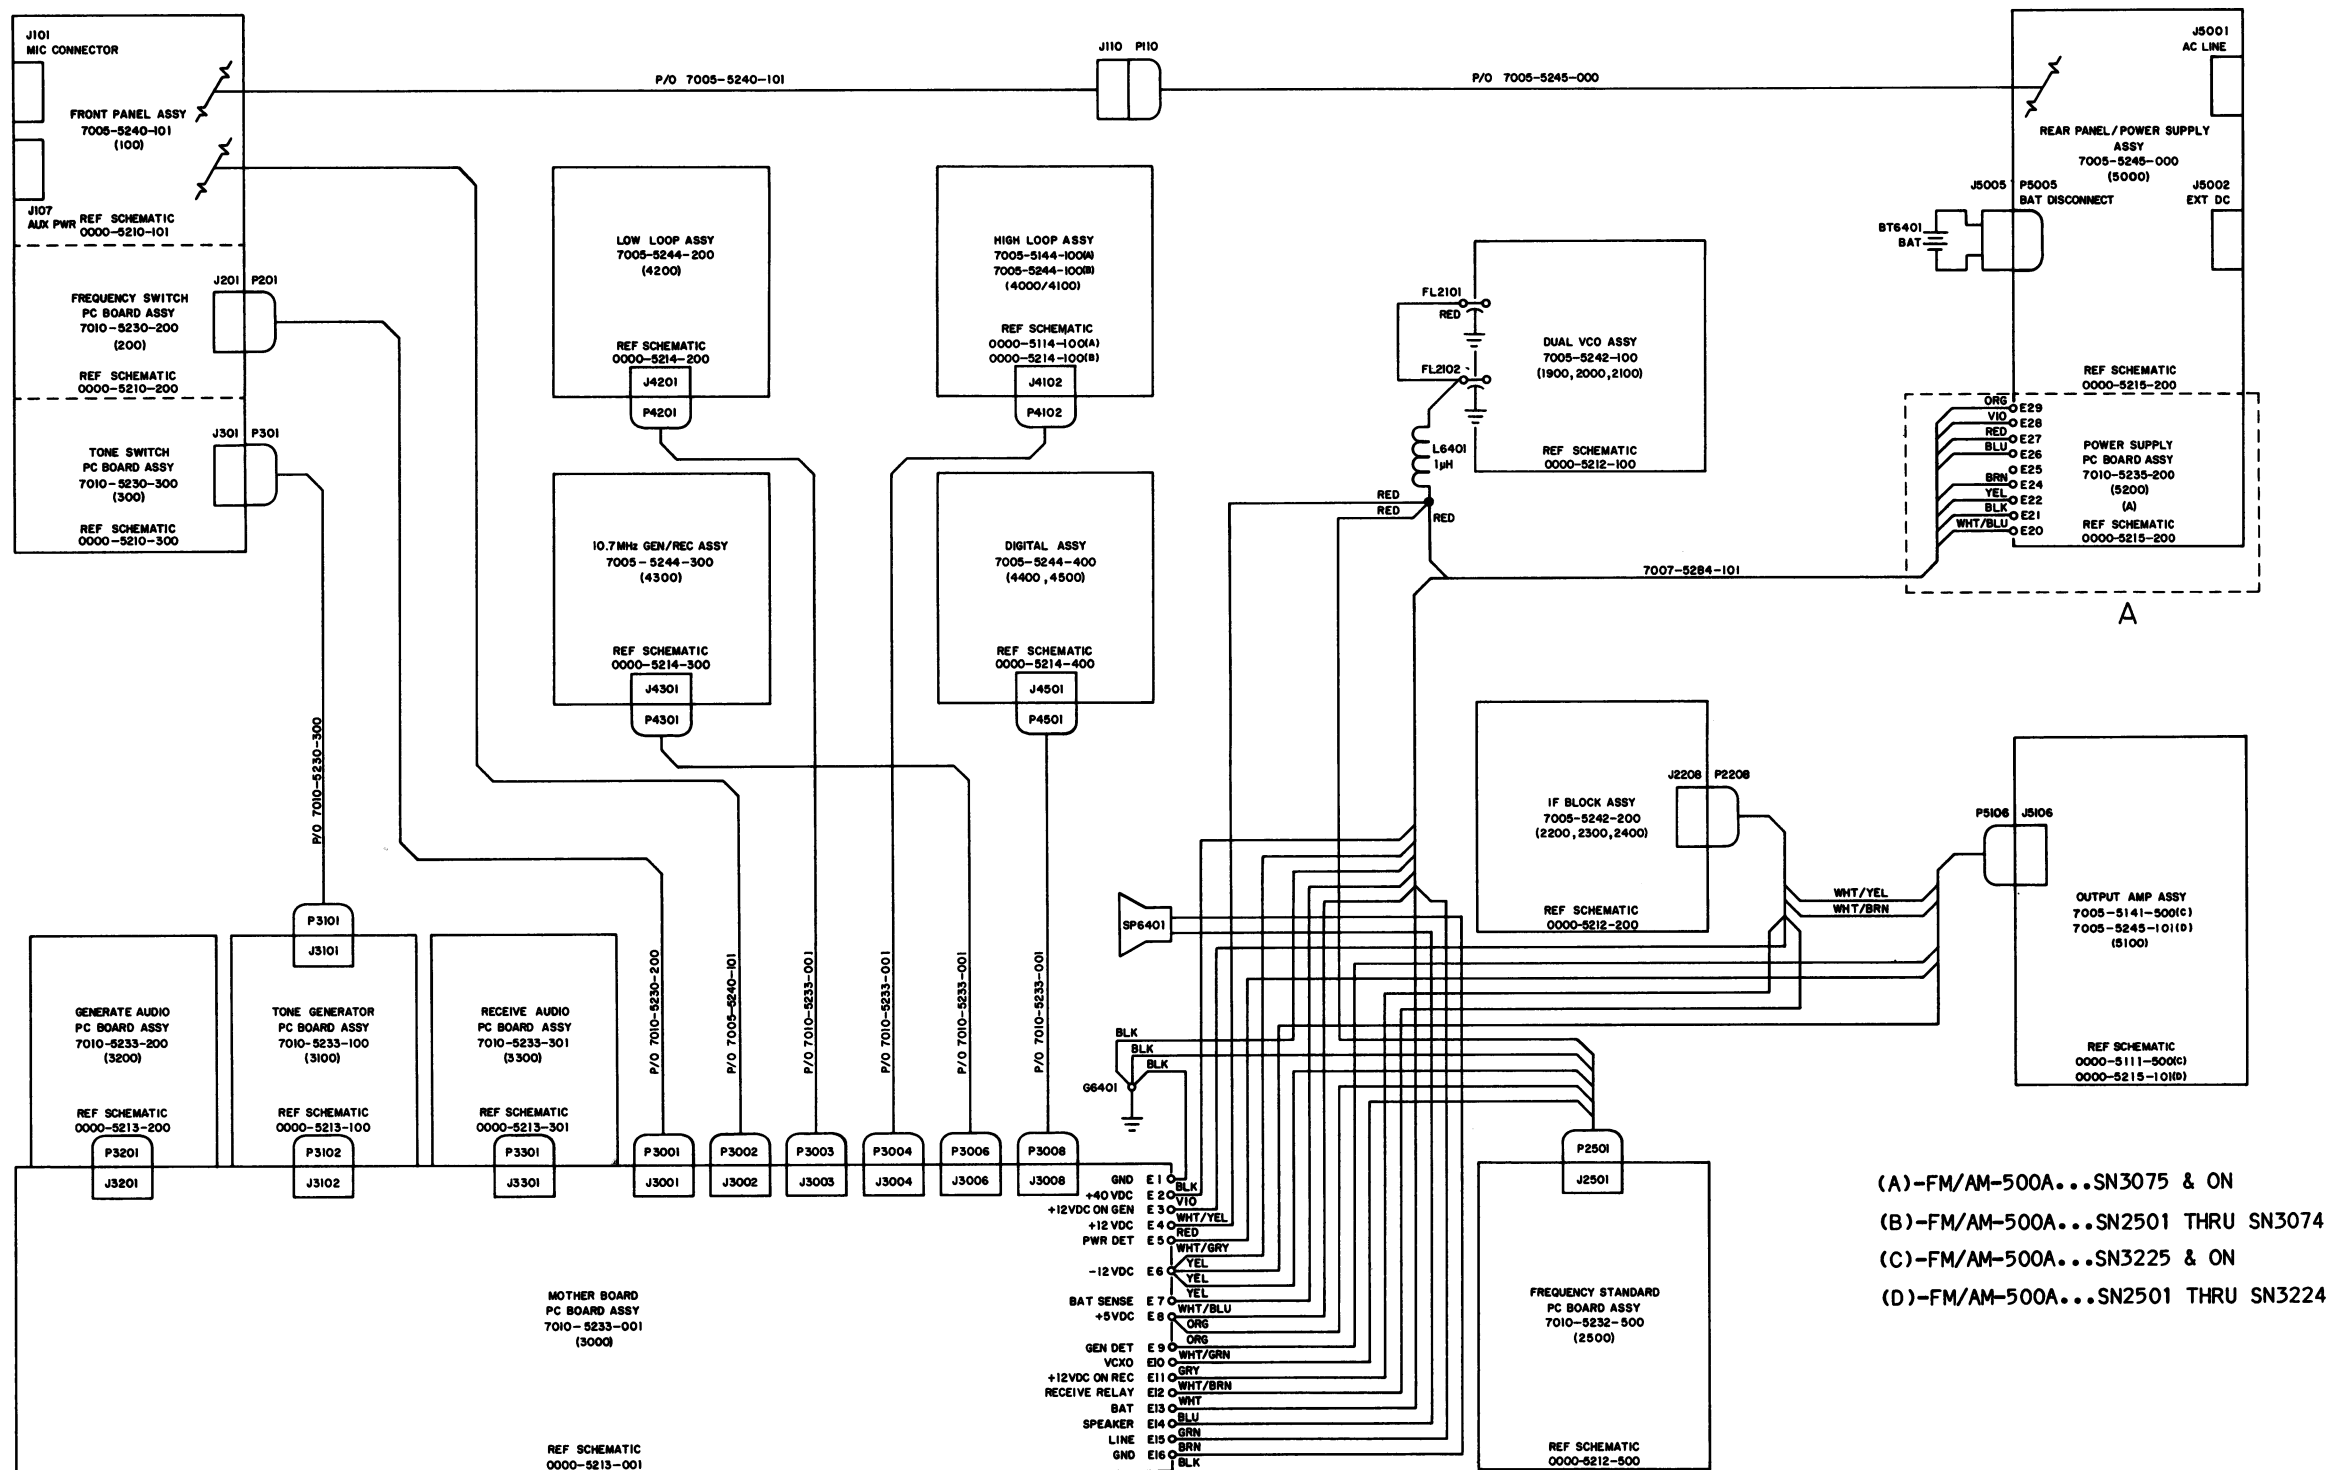 J101
MIC CONNECTOR
FRONT PANEL ASSY
7005-5240-101
(100)
J107
AUX PWR
REF SCHEMATIC
0000-5210-101
FREQUENCY SWITCH
PC BOARD ASSY
7010-5230-200
(200)
REF SCHEMATIC
0000-5210-200
J201 P201
TONE SWITCH
PC BOARD ASSY
7010-5230-300
(300)
REF SCHEMATIC
0000-5210-300
J301 P301
P/O 7005-5240-101
J110 P110
P/O 7005-5245-000
J5001
AC LINE
REAR PANEL/POWER SUPPLY
ASSY
7005-5245-000
(5000)
J5005 P5005
BAT DISCONNECT
J5002
EXT DC
BT6401
BAT
REF SCHEMATIC
0000-5215-200
LOW LOOP ASSY
7005-5244-200
(4200)
REF SCHEMATIC
0000-5214-200
J4201
P4201
HIGH LOOP ASSY
7005-5144-100(A)
7005-5244-100(B)
(4000/4100)
REF SCHEMATIC
0000-5114-100(A)
0000-5214-100(B)
J4102
P4102
FL2101
RED
FL2102
DUAL VCO ASSY
7005-5242-100
(1900,2000,2100)
REF SCHEMATIC
0000-5212-100
L6401
1μH
RED
RED
RED
ORG E29
VIO E28
RED E27
BLU E26
E25
BRN E24
YEL E22
BLK E21
WHT/BLU E20
POWER SUPPLY
PC BOARD ASSY
7010-5235-200
(5200)
(A)
REF SCHEMATIC
0000-5215-200
A
7007-5284-101
10.7MHz GEN/REC ASSY
7005-5244-300
(4300)
REF SCHEMATIC
0000-5214-300
J4301
P4301
DIGITAL ASSY
7005-5244-400
(4400,4500)
REF SCHEMATIC
0000-5214-400
J4501
P4501
IF BLOCK ASSY
7005-5242-200
(2200,2300,2400)
REF SCHEMATIC
0000-5212-200
J2208 P2208
WHT/YEL
WHT/BRN
P5106 J5106
OUTPUT AMP ASSY
7005-5141-500(C)
7005-5245-101(D)
(5100)
REF SCHEMATIC
0000-5111-500(C)
0000-5215-101(D)
P/O 7010-5230-300
P3101
J3101
GENERATE AUDIO
PC BOARD ASSY
7010-5233-200
(3200)
REF SCHEMATIC
0000-5213-200
P3201
J3201
TONE GENERATOR
PC BOARD ASSY
7010-5233-100
(3100)
REF SCHEMATIC
0000-5213-100
P3102
J3102
RECEIVE AUDIO
PC BOARD ASSY
7010-5233-301
(3300)
REF SCHEMATIC
0000-5213-301
P3301
J3301
P/O 7010-5230-200
P3001
J3001
P/O 7005-5240-101
P3002
J3002
P/O 7010-5233-001
P3003
J3003
P/O 7010-5233-001
P3004
J3004
P/O 7010-5233-001
P3006
J3006
P/O 7010-5233-001
P3008
J3008
SP6401
BLK
BLK
BLK
G6401
GND E1 BLK
+40 VDC E2 VIO
+12VDC ON GEN E3 WHT/YEL
+12 VDC E4 RED
PWR DET E5 WHT/GRY
YEL
-12 VDC E6 YEL
YEL
BAT SENSE E7 WHT/BLU
+5VDC E8 ORG
ORG
GEN DET E9 WHT/GRN
VCXO E10 GRY
+12VDC ON REC E11 WHT/BRN
RECEIVE RELAY E12 WHT
BAT E13 BLU
SPEAKER E14 GRN
LINE E15 BRN
GND E16 BLK
MOTHER BOARD
PC BOARD ASSY
7010-5233-001
(3000)
REF SCHEMATIC
0000-5213-001
P2501
J2501
FREQUENCY STANDARD
PC BOARD ASSY
7010-5232-500
(2500)
REF SCHEMATIC
0000-5212-500
(A)-FM/AM-500A...SN3075 & ON
(B)-FM/AM-500A...SN2501 THRU SN3074
(C)-FM/AM-500A...SN3225 & ON
(D)-FM/AM-500A...SN2501 THRU SN3224